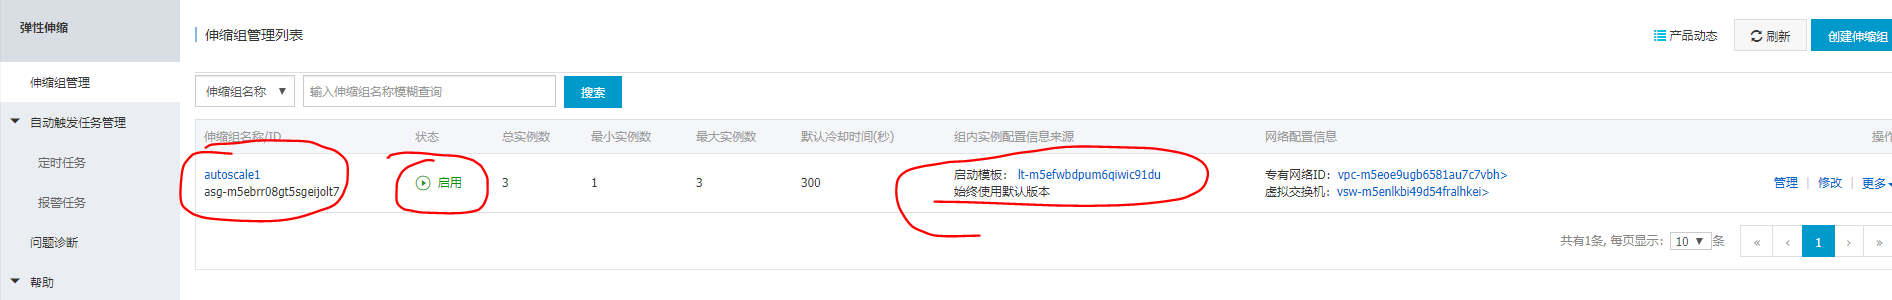 弹性伸缩
伸缩组管理
自动触发任务管理
定时任务
报警任务
问题诊断
帮助
伸缩组管理列表
产品动态
刷新
创建伸缩组
伸缩组名称
输入伸缩组名称模糊查询
搜索
伸缩组名称/ID 状态 总实例数 最小实例数 最大实例数 默认冷却时间(秒) 组内实例配置信息来源 网络配置信息 操作
autoscale1
asg-m5ebrr08gt5sgeijolt7
启用 3 1 3 300
启动模板: lt-m5efwbdpum6qiwic91du
始终使用默认版本
专有网络ID: vpc-m5eoe9ugb6581au7c7vbh>
虚拟交换机: vsw-m5enlkbi49d54fralhkei>
管理 | 修改 | 更多
共有1条, 每页显示: 10 条 « ‹ 1 › »